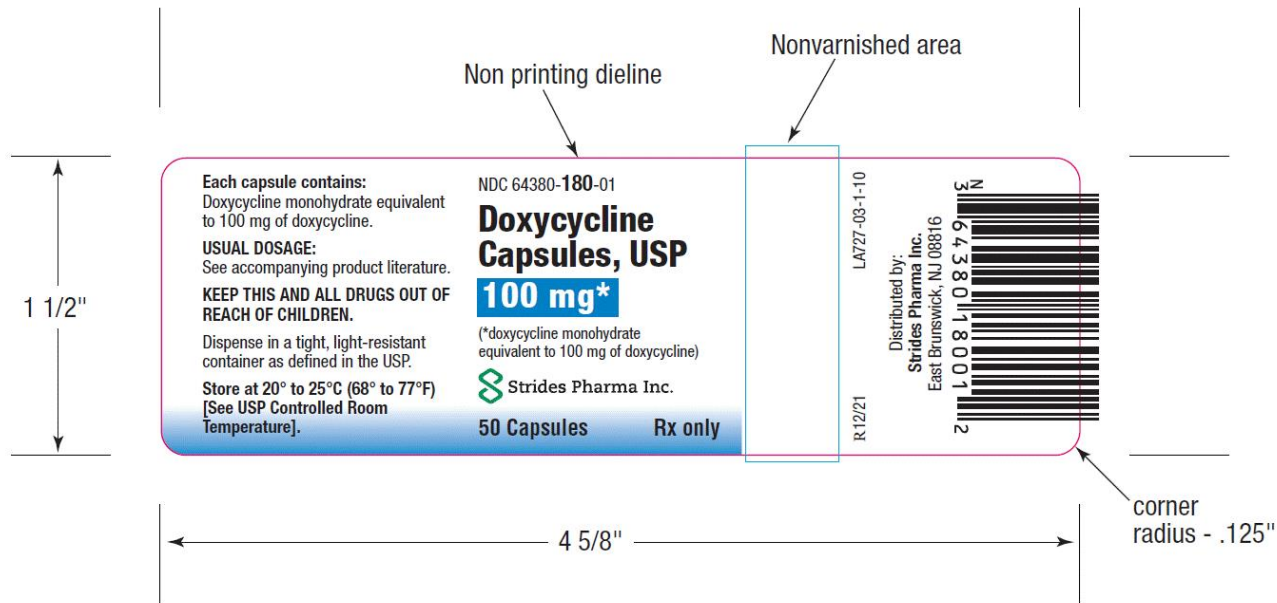 Nonvarnished area
Non printing dieline
1 1/2"
Each capsule contains:
Doxycycline monohydrate equivalent
to 100 mg of doxycycline.
USUAL DOSAGE:
See accompanying product literature.
KEEP THIS AND ALL DRUGS OUT OF
REACH OF CHILDREN.
Dispense in a tight, light-resistant
container as defined in the USP.
Store at 20° to 25°C (68° to 77°F)
[See USP Controlled Room
Temperature].
NDC 64380-180-01
Doxycycline
Capsules, USP
100 mg*
(*doxycycline monohydrate
equivalent to 100 mg of doxycycline)
Strides Pharma Inc.
50 Capsules Rx only
R12/21 LA727-03-1-10
Distributed by:
Strides Pharma Inc.
East Brunswick, NJ 08816
N
3 64380 18001 2
corner
radius - .125"
4 5/8"